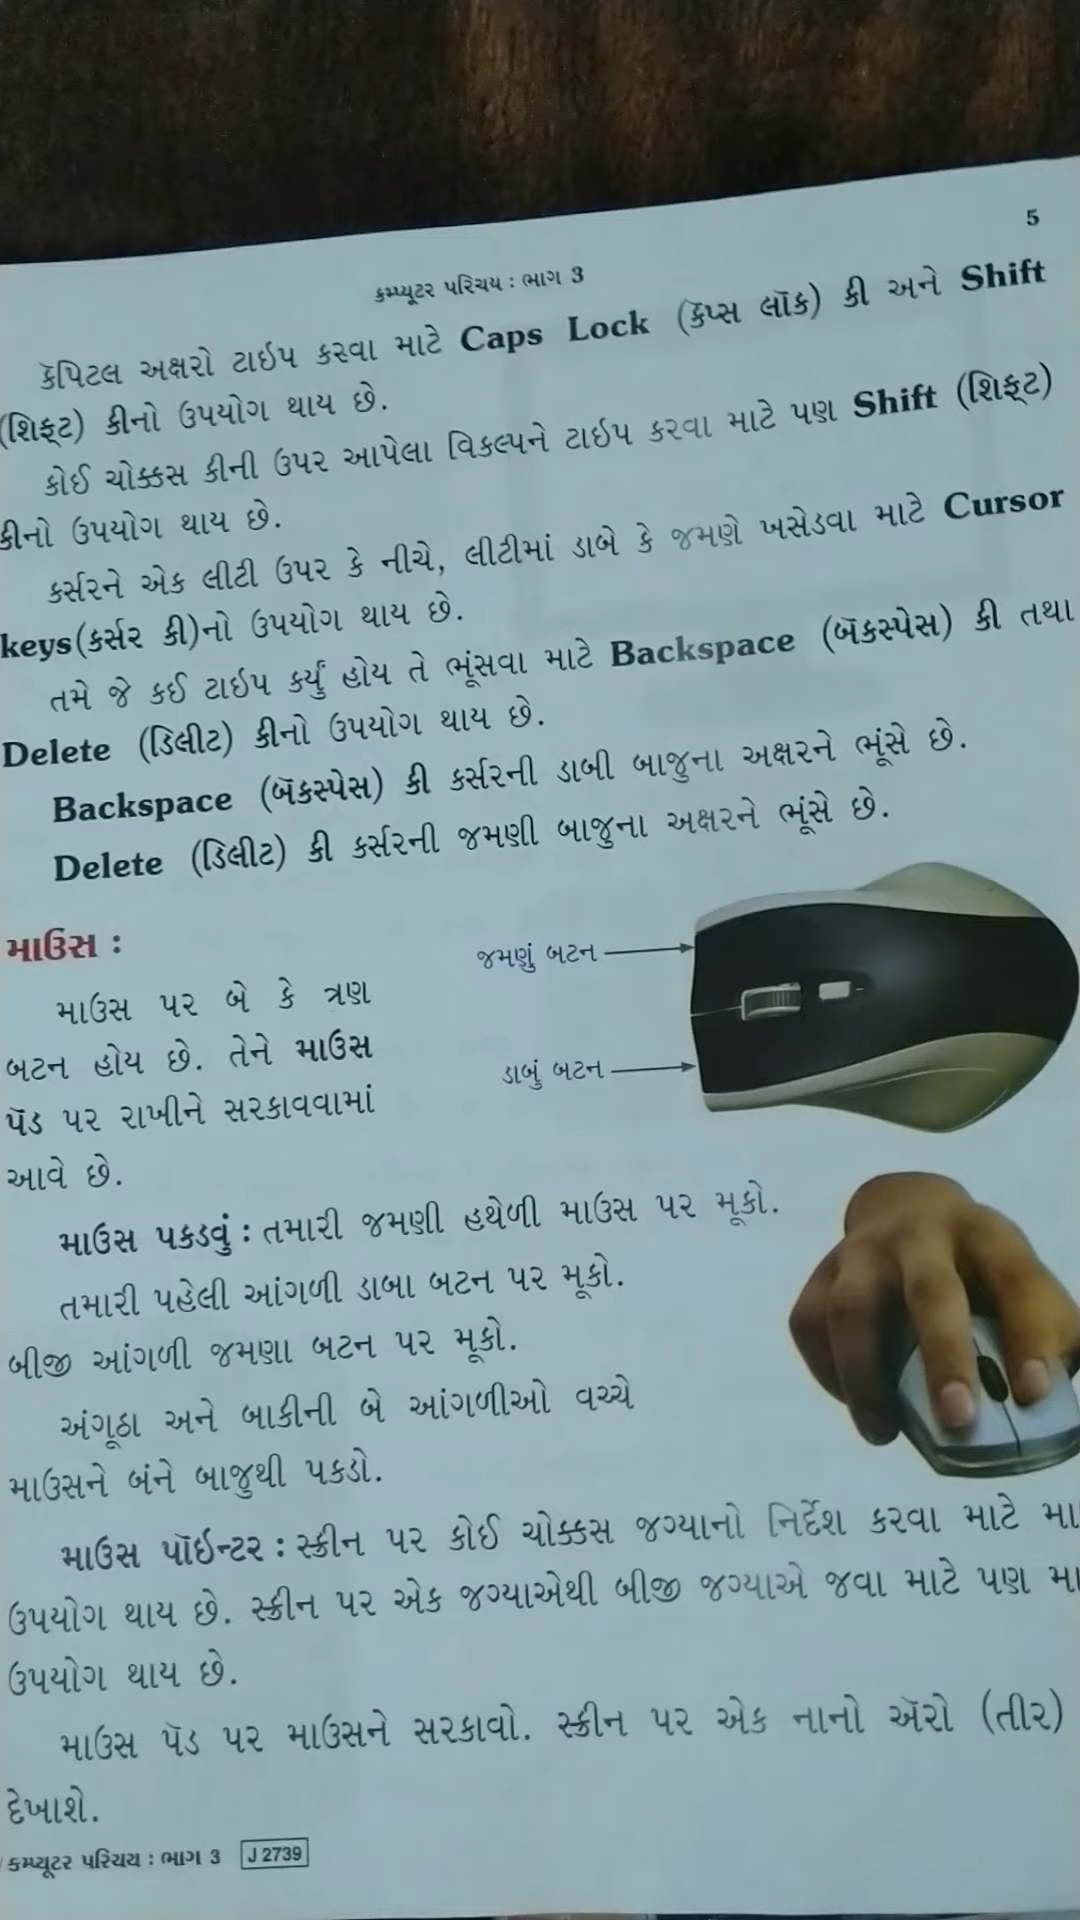 5
કમ્પ્યૂટર પરિચય : ભાગ 3
કૅપિટલ અક્ષરો ટાઇપ કરવા માટે Caps Lock (કૅપ્સ લૉક) કી અને Shift
(શિફ્ટ) કીનો ઉપયોગ થાય છે.
કોઈ ચોક્કસ કીની ઉપર આપેલા વિકલ્પને ટાઇપ કરવા માટે પણ Shift (શિફ્ટ)
કીનો ઉપયોગ થાય છે.
કર્સરને એક લીટી ઉપર કે નીચે, લીટીમાં ડાબે કે જમણે ખસેડવા માટે Cursor
keys(કર્સર કી)નો ઉપયોગ થાય છે.
તમે જે કઈ ટાઇપ કર્યું હોય તે ભૂંસવા માટે Backspace (બૅકસ્પેસ) કી તથા
Delete (ડિલીટ) કીનો ઉપયોગ થાય છે.
Backspace (બૅકસ્પેસ) કી કર્સરની ડાબી બાજુના અક્ષરને ભૂંસે છે.
Delete (ડિલીટ) કી કર્સરની જમણી બાજુના અક્ષરને ભૂંસે છે.
માઉસ :
માઉસ પર બે કે ત્રણ
બટન હોય છે. તેને માઉસ
પૅડ પર રાખીને સરકાવવામાં
આવે છે.
જમણું બટન
ડાબું બટન
માઉસ પકડવું : તમારી જમણી હથેળી માઉસ પર મૂકો.
તમારી પહેલી આંગળી ડાબા બટન પર મૂકો.
બીજી આંગળી જમણા બટન પર મૂકો.
અંગૂઠા અને બાકીની બે આંગળીઓ વચ્ચે
માઉસને બંને બાજુથી પકડો.
માઉસ પૉઇન્ટર : સ્ક્રીન પર કોઈ ચોક્કસ જગ્યાનો નિર્દેશ કરવા માટે મા
ઉપયોગ થાય છે. સ્ક્રીન પર એક જગ્યાએથી બીજી જગ્યાએ જવા માટે પણ મા
ઉપયોગ થાય છે.
માઉસ પૅડ પર માઉસને સરકાવો. સ્ક્રીન પર એક નાનો ઍરો (તીર)
દેખાશે.
કમ્પ્યૂટર પરિચય : ભાગ 3 J 2739